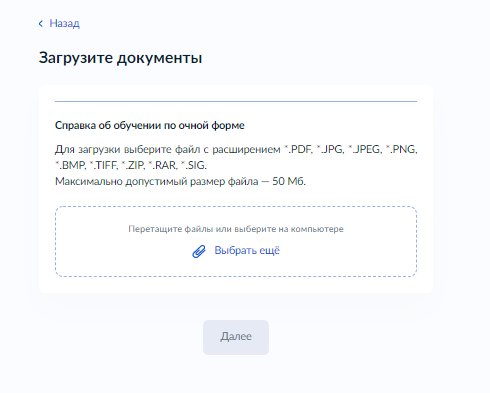 Назад
Загрузите документы
Справка об обучении по очной форме
Для загрузки выберите файл с расширением *.PDF, *.JPG, *.JPEG, *.PNG,
*.BMP, *.TIFF, *.ZIP, *.RAR, *.SIG.
Максимально допустимый размер файла — 50 Мб.
Перетащите файлы или выберите на компьютере
Выбрать ещё
Далее